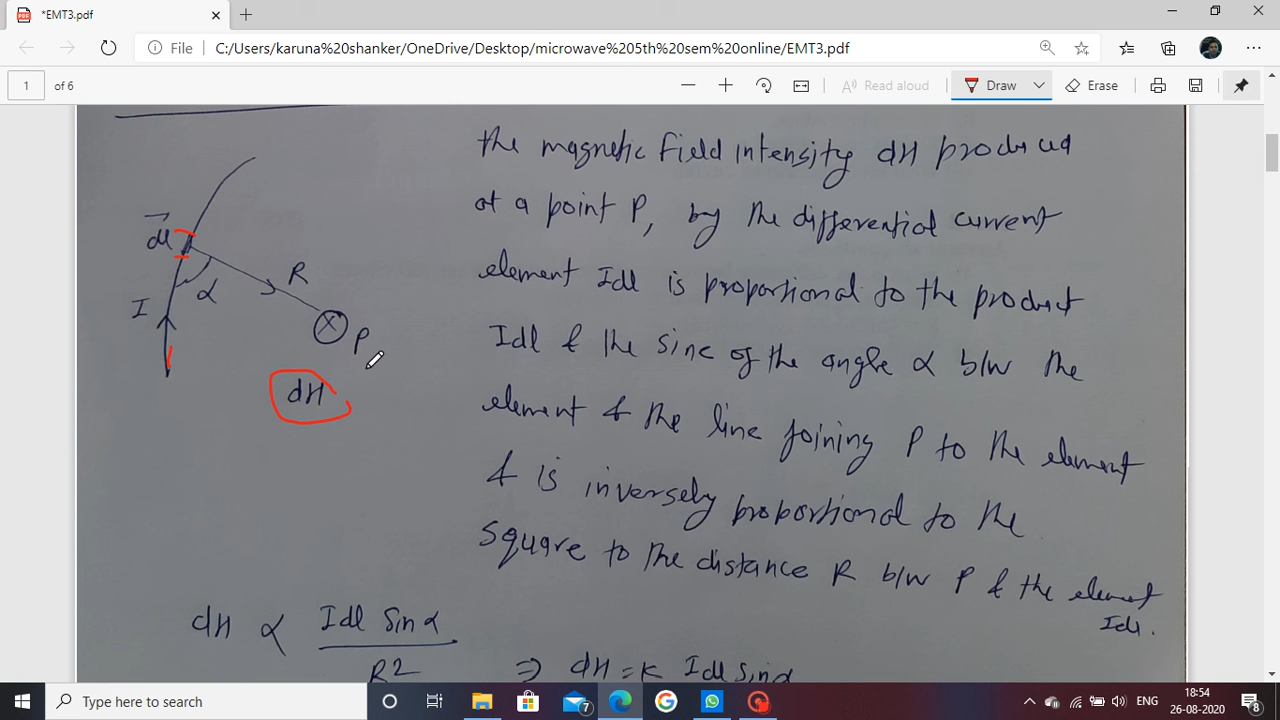 *EMT3.pdf
File C:/Users/karuna%20shanker/OneDrive/Desktop/microwave%205th%20sem%20online/EMT3.pdf
1 of 6 Read aloud Draw Erase
the magnetic field intensity dH produced
at a point P, by the differential current
element Idl is proportional to the product
Idl & the sine of the angle α b/w the
element & the line joining P to the element
& is inversely proportional to the
square to the distance R b/w P & the element
Idl.
dl
R
α
I
P
dH
dH ∝ Idl Sinα
R2
⇒ dH = K Idl Sinα
Type here to search
7
ENG
18:54
26-08-2020
8